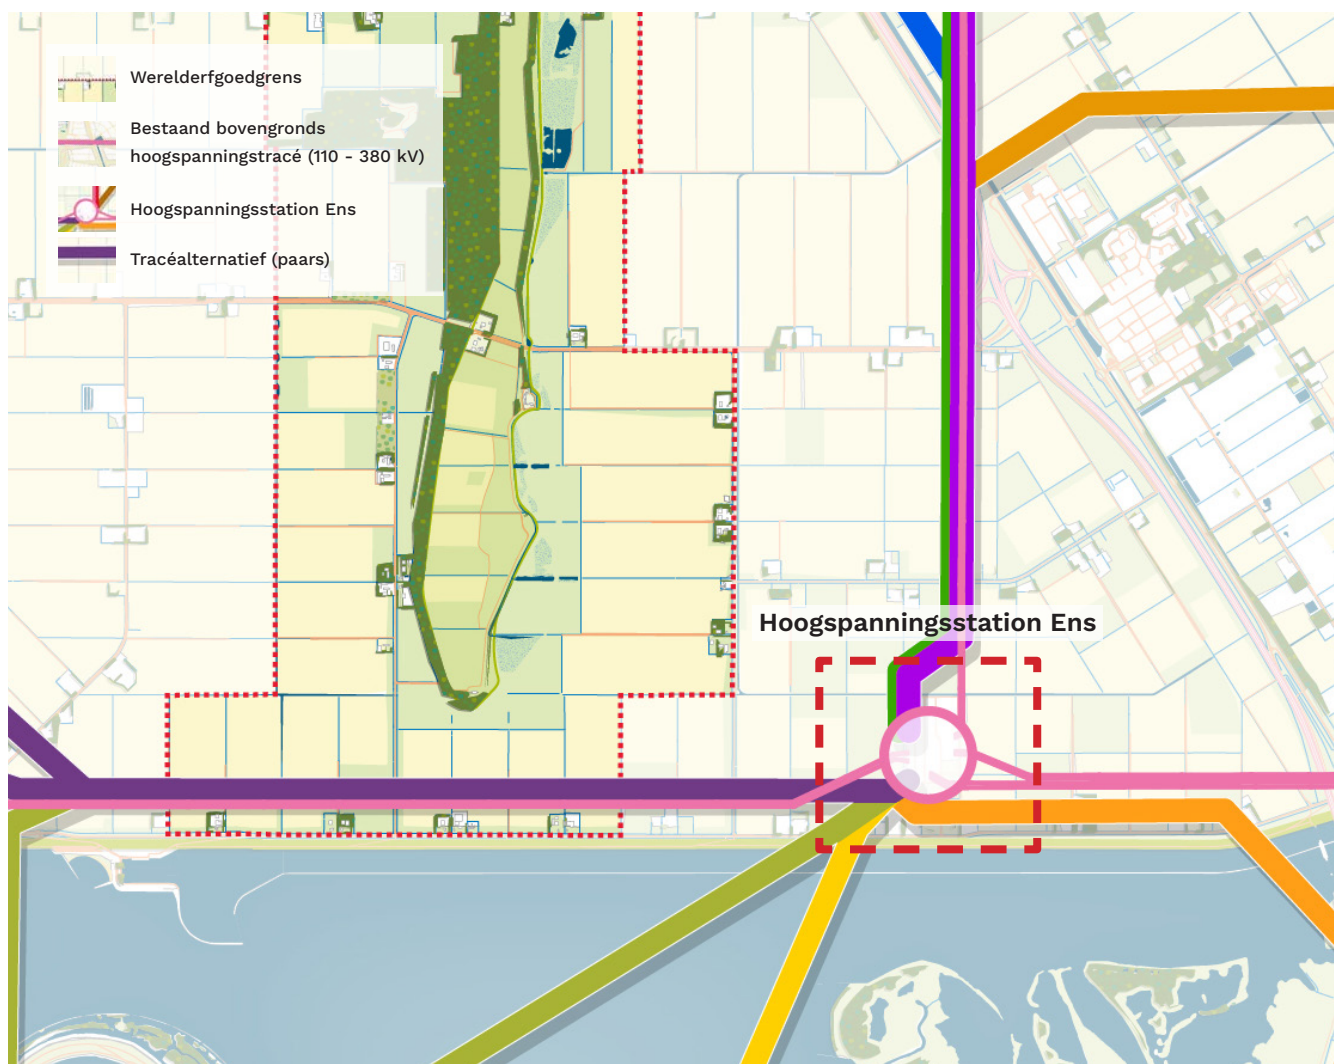 Werelderfgoedgrens
Bestaand bovengronds
hoogspanningstracé (110 - 380 kV)
Hoogspanningsstation Ens
Tracéalternatief (paars)
Hoogspanningsstation Ens